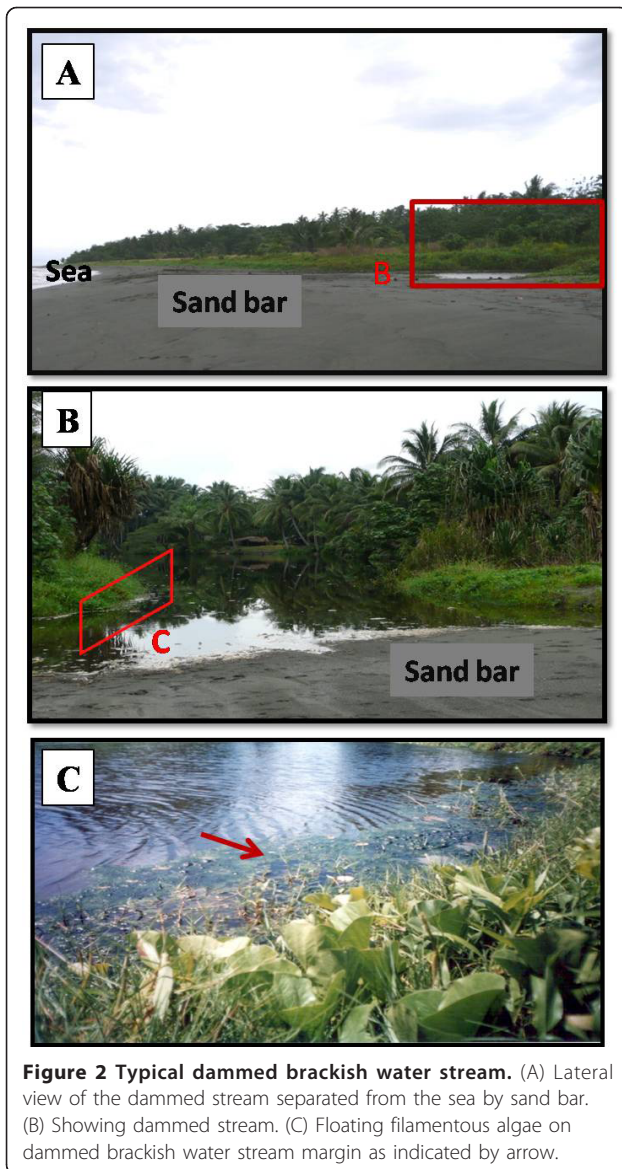 A
Sea
B
Sand bar
B
C
Sand bar
C
Figure 2 Typical dammed brackish water stream. (A) Lateral
view of the dammed stream separated from the sea by sand bar.
(B) Showing dammed stream. (C) Floating filamentous algae on
dammed brackish water stream margin as indicated by arrow.